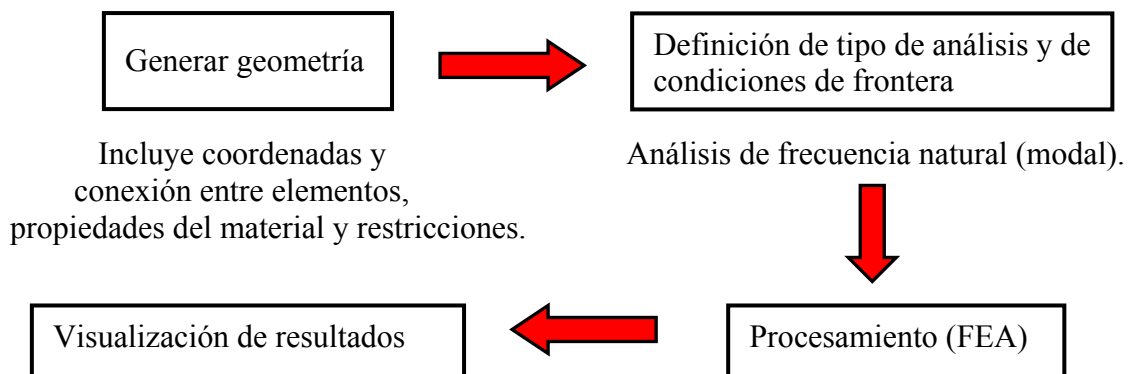 Generar geometría
Definición de tipo de análisis y de
condiciones de frontera
Incluye coordenadas y
conexión entre elementos,
propiedades del material y restricciones.
Análisis de frecuencia natural (modal).
Visualización de resultados
Procesamiento (FEA)